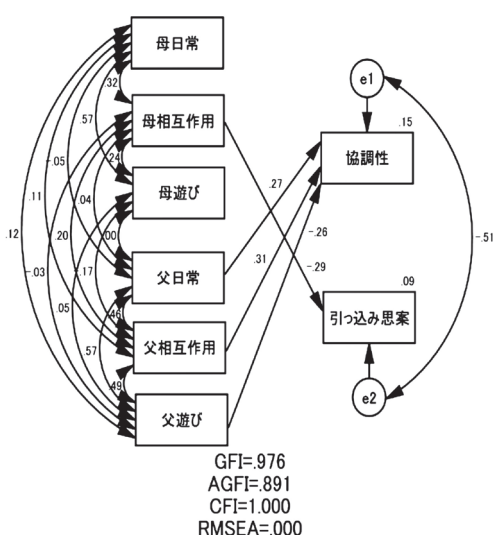 母日常
母相互作用
母遊び
父日常
父相互作用
父遊び
.32
.57
.24
-.05
.04
.11
.00
.12
.20
-.17
-.03
.05
.46
.57
.49
.27
.31
-.26
-.29
e1
.15
協調性
-.51
.09
引っ込み思案
e2
GFI=.976
AGFI=.891
CFI=1.000
RMSEA=.000